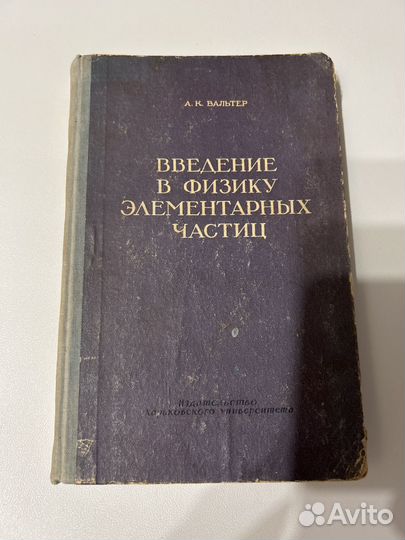 А. К. ВАЛЬТЕР
ВВЕДЕНИЕ
В ФИЗИКУ
ЭЛЕМЕНТАРНЫХ
ЧАСТИЦ
Издательство
Харьковского университета
Avito